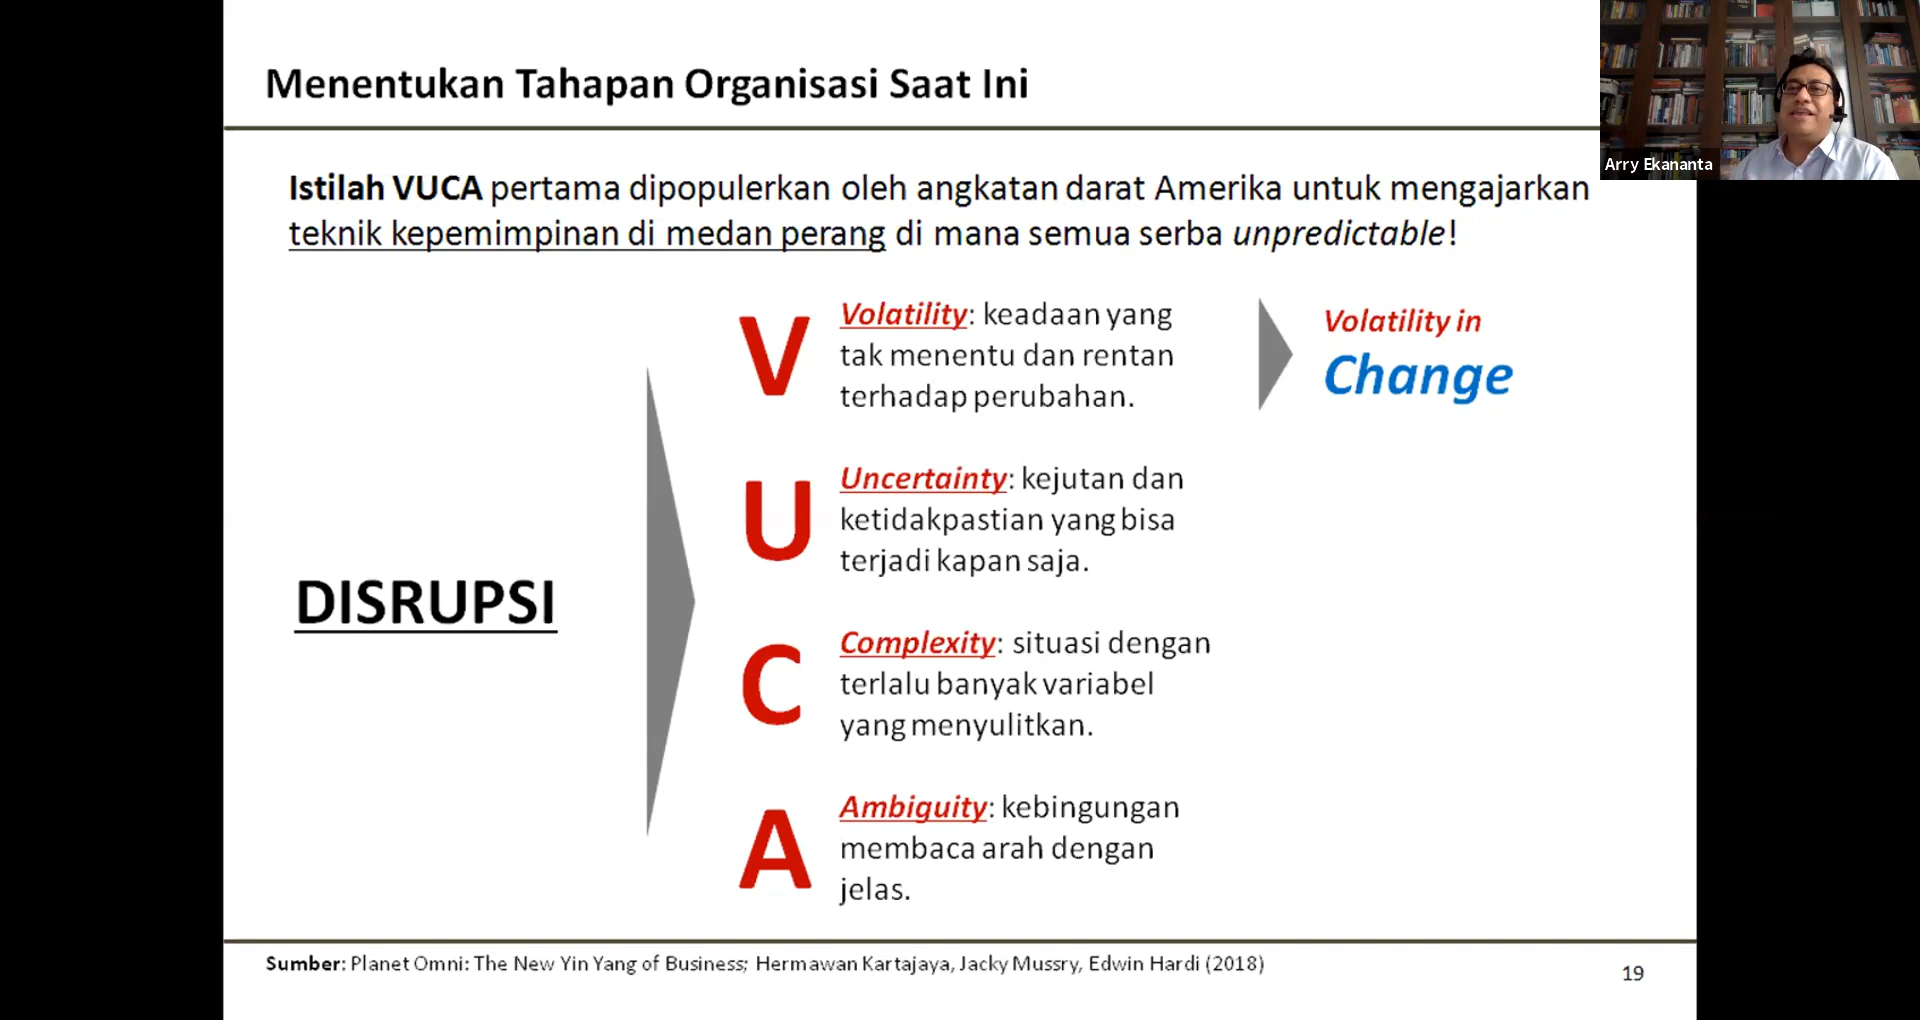 Menentukan Tahapan Organisasi Saat Ini
Arry Ekananta
Istilah VUCA pertama dipopulerkan oleh angkatan darat Amerika untuk mengajarkan
teknik kepemimpinan di medan perang di mana semua serba unpredictable!
DISRUPSI
V
Volatility: keadaan yang
tak menentu dan rentan
terhadap perubahan.
Volatility in
Change
U
Uncertainty: kejutan dan
ketidakpastian yang bisa
terjadi kapan saja.
C
Complexity: situasi dengan
terlalu banyak variabel
yang menyulitkan.
A
Ambiguity: kebingungan
membaca arah dengan
jelas.
Sumber: Planet Omni: The New Yin Yang of Business; Hermawan Kartajaya, Jacky Mussry, Edwin Hardi (2018)
19